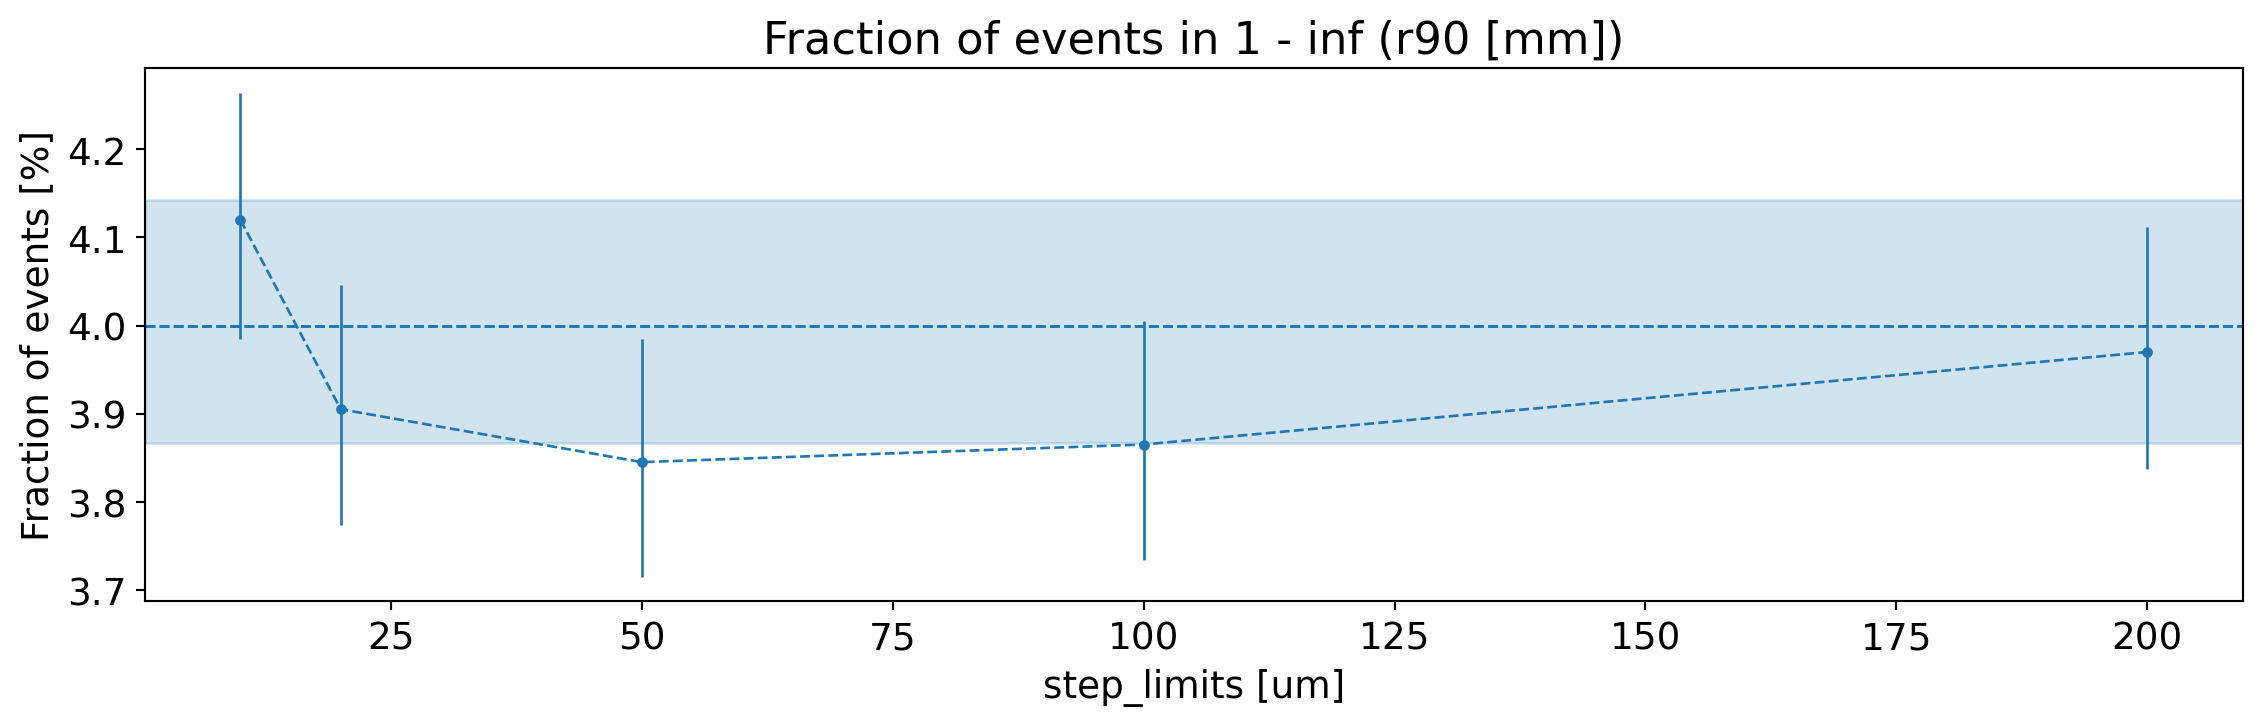 Fraction of events in 1 - inf (r90 [mm])
Fraction of events [%]
4.2
4.1
4.0
3.9
3.8
3.7
25 50 75 100 125 150 175 200
step_limits [um]